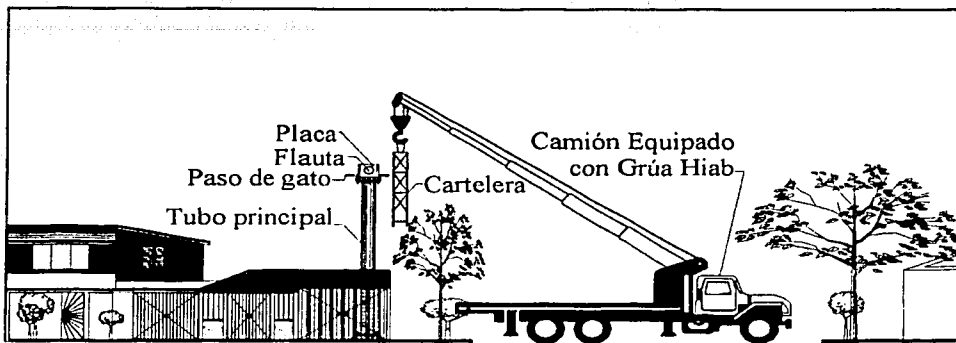 Placa
Flauta
Paso de gato
Tubo principal
Cartelera
Camión Equipado
con Grúa Hiab